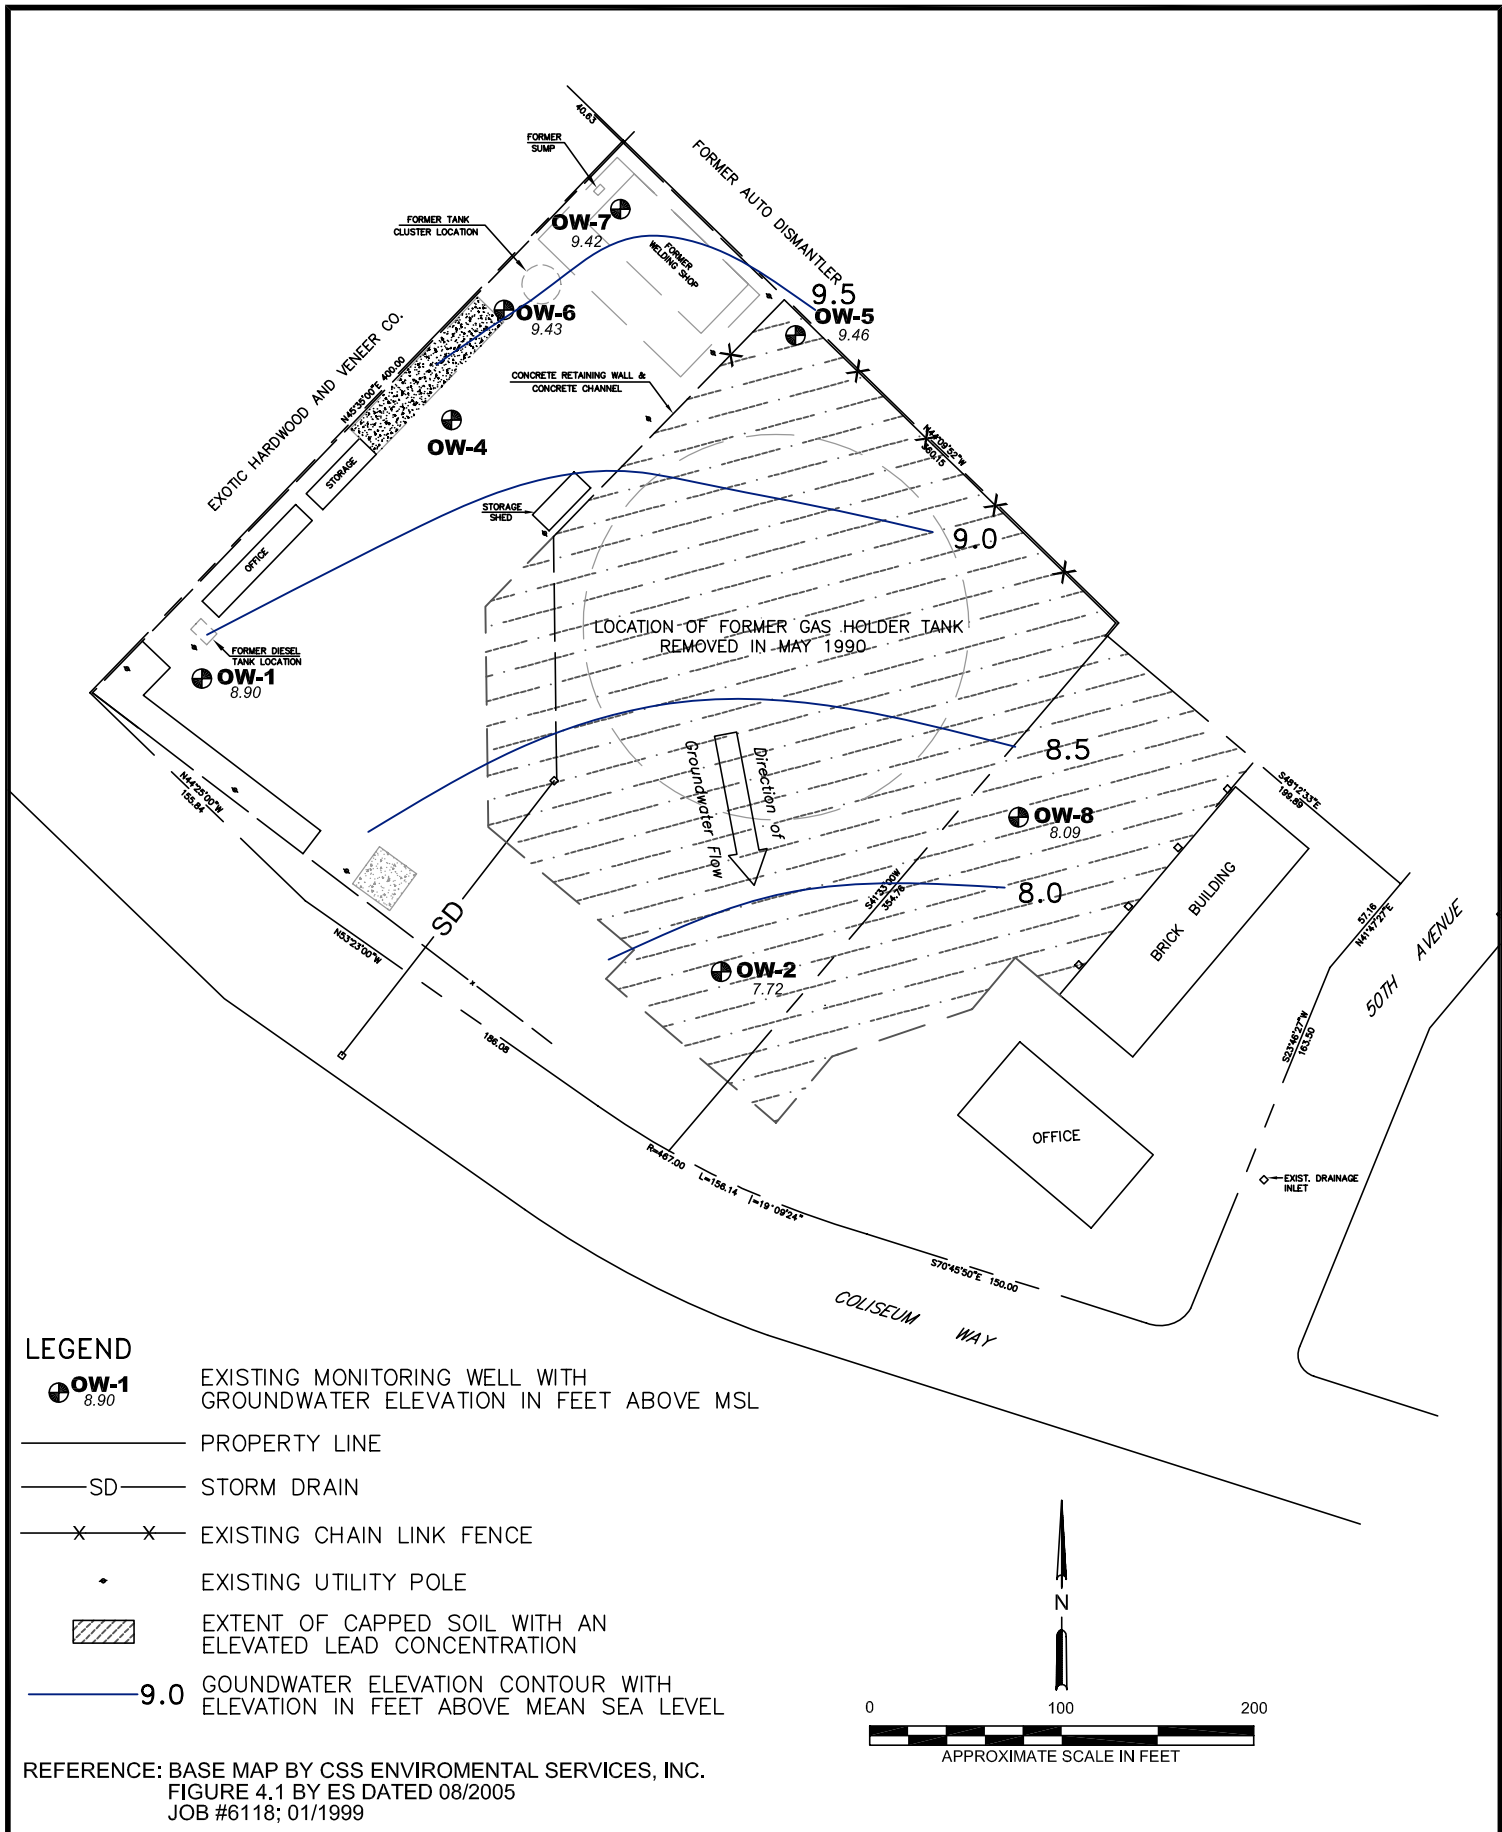 40.63
FORMER
SUMP
FORMER AUTO DISMANTLER
FORMER TANK
CLUSTER LOCATION
OW-7
9.42
FORMER
WELDING SHOP
9.5
OW-5
9.46
OW-6
9.43
EXOTIC HARDWOOD AND VENEER CO.
N45°35'00"E 400.00
CONCRETE RETAINING WALL &
CONCRETE CHANNEL
OW-4
N44°09'52"W
360.15
STORAGE
STORAGE
SHED
9.0
OFFICE
LOCATION OF FORMER GAS HOLDER TANK
REMOVED IN MAY 1990
FORMER DIESEL
TANK LOCATION
OW-1
8.90
8.5
Direction of
Groundwater Flow
N44°25'00"W
155.84
S48°12'33"E
199.89
OW-8
8.09
8.0
S41°33'00"W
354.76
BRICK BUILDING
57.16
N41°47'27"E
50TH AVENUE
SD
N53°23'00"W
OW-2
7.72
186.08
S23°46'27"W
163.50
OFFICE
R=467.00 L=156.14 I=19°09'24"
EXIST. DRAINAGE
INLET
S70°45'50"E 150.00
COLISEUM WAY
LEGEND
OW-1
8.90
EXISTING MONITORING WELL WITH
GROUNDWATER ELEVATION IN FEET ABOVE MSL
PROPERTY LINE
SD
STORM DRAIN
X X
EXISTING CHAIN LINK FENCE
EXISTING UTILITY POLE
EXTENT OF CAPPED SOIL WITH AN
ELEVATED LEAD CONCENTRATION
9.0
GOUNDWATER ELEVATION CONTOUR WITH
ELEVATION IN FEET ABOVE MEAN SEA LEVEL
N
0 100 200
APPROXIMATE SCALE IN FEET
REFERENCE: BASE MAP BY CSS ENVIROMENTAL SERVICES, INC.
FIGURE 4.1 BY ES DATED 08/2005
JOB #6118; 01/1999